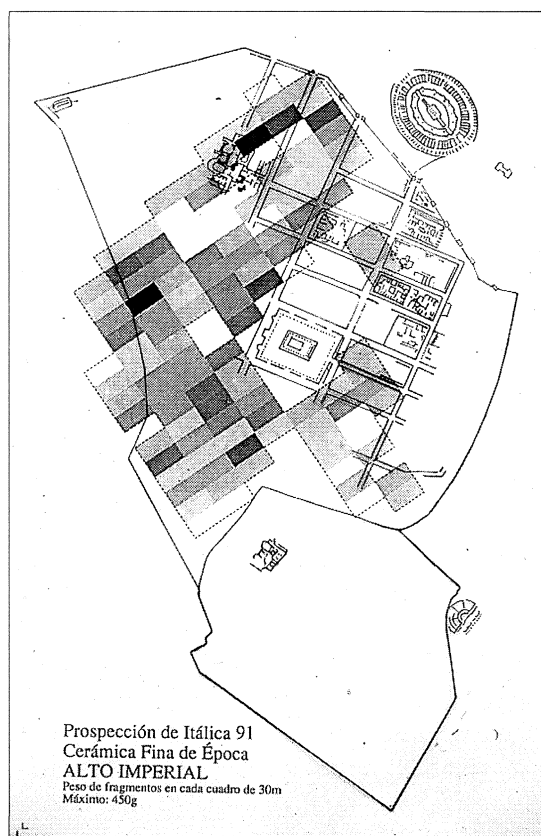 Prospección de Itálica 91
Cerámica Fina de Época
ALTO IMPERIAL
Peso de fragmentos en cada cuadro de 30m
Máximo: 450g